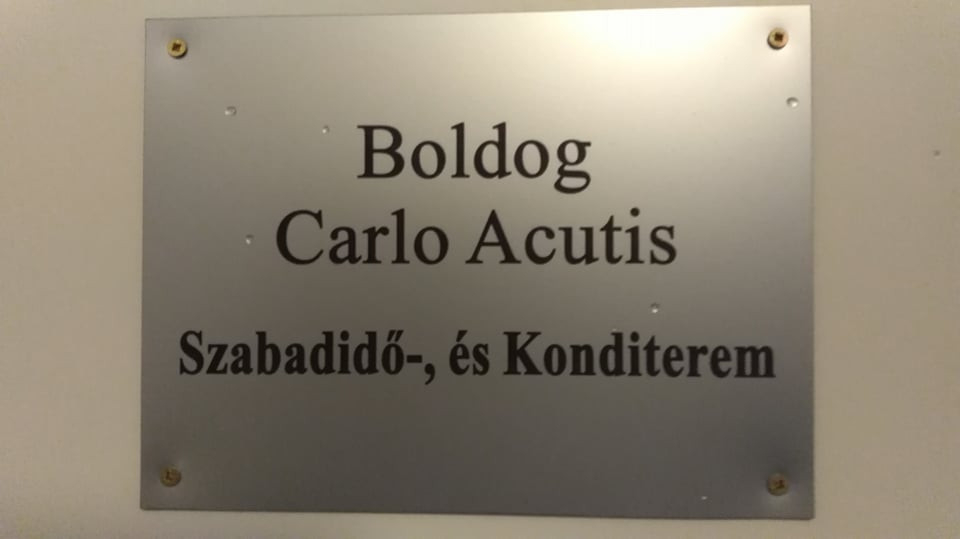 Boldog
Carlo Acutis
Szabadidő-, és Konditerem